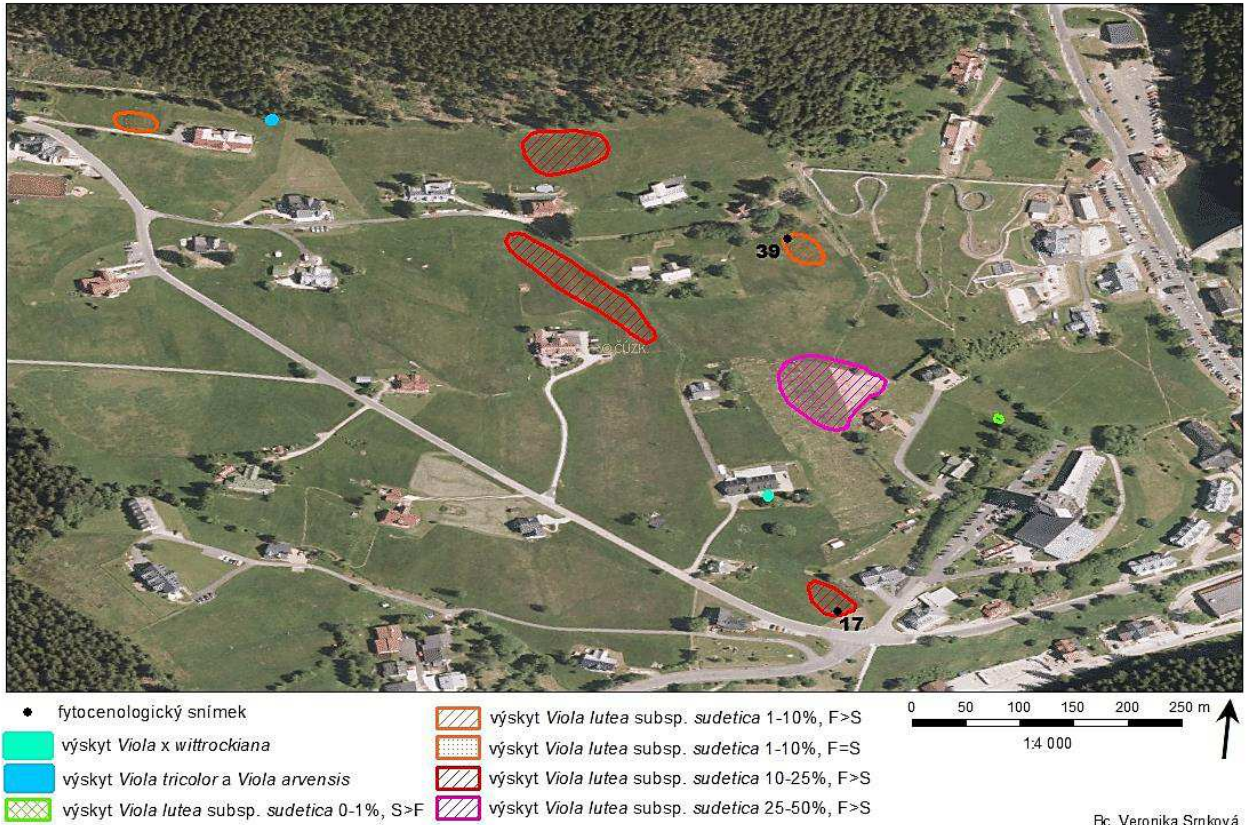 39
© ČÚZK
17
fytocenologický snímek
výskyt Viola x wittrockiana
výskyt Viola tricolor a Viola arvensis
výskyt Viola lutea subsp. sudetica 0-1%, S>F
výskyt Viola lutea subsp. sudetica 1-10%, F>S
výskyt Viola lutea subsp. sudetica 1-10%, F=S
výskyt Viola lutea subsp. sudetica 10-25%, F>S
výskyt Viola lutea subsp. sudetica 25-50%, F>S
0 50 100 150 200 250 m
1:4 000
Bc. Veronika Srnková